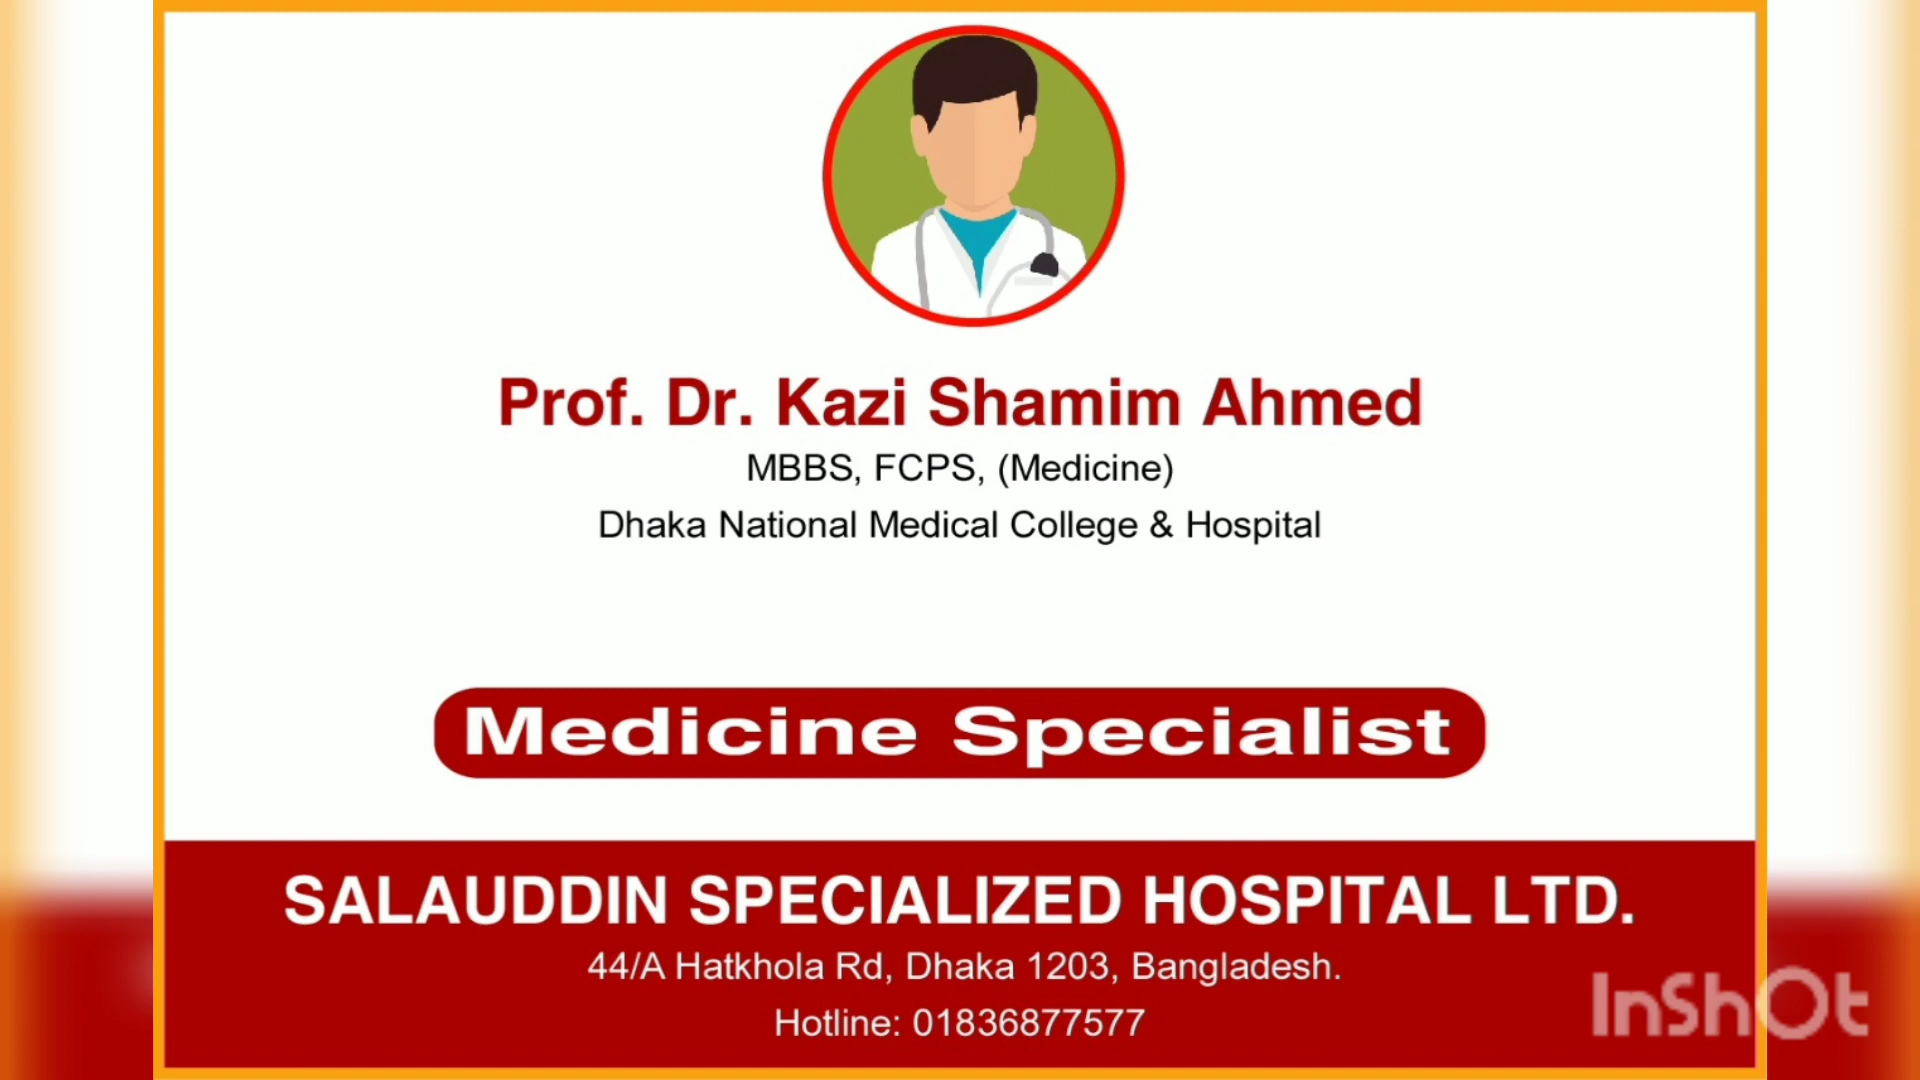 Prof. Dr. Kazi Shamim Ahmed
MBBS, FCPS, (Medicine)
Dhaka National Medical College & Hospital
Medicine Specialist
SALAUDDIN SPECIALIZED HOSPITAL LTD.
44/A Hatkhola Rd, Dhaka 1203, Bangladesh.
Hotline: 01836877577
InShOt